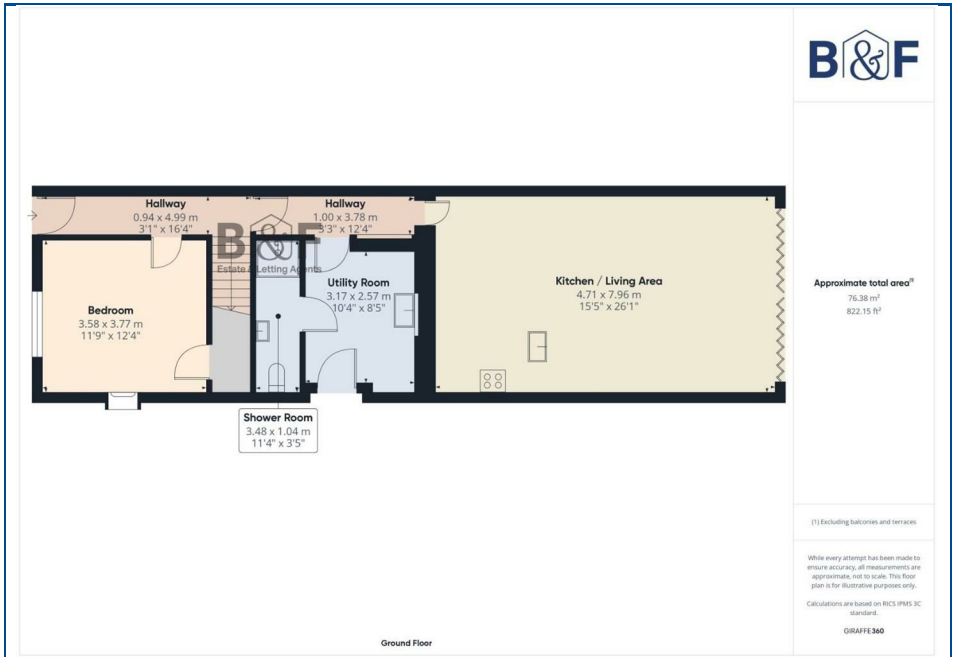 B&F
Hallway
0.94 x 4.99 m
3'1" x 16'4"
Hallway
1.00 x 3.78 m
3'3" x 12'4"
B&F
Estate & Letting Agents
Bedroom
3.58 x 3.77 m
11'9" x 12'4"
Utility Room
3.17 x 2.57 m
10'4" x 8'5"
Kitchen / Living Area
4.71 x 7.96 m
15'5" x 26'1"
Shower Room
3.48 x 1.04 m
11'4" x 3'5"
Ground Floor
Approximate total area⁽¹⁾
76.38 m²
822.15 ft²
(1) Excluding balconies and terraces
While every attempt has been made to
ensure accuracy, all measurements are
approximate, not to scale. This floor
plan is for illustrative purposes only.
Calculations are based on RICS IPMS 3C
standard.
GIRAFFE360